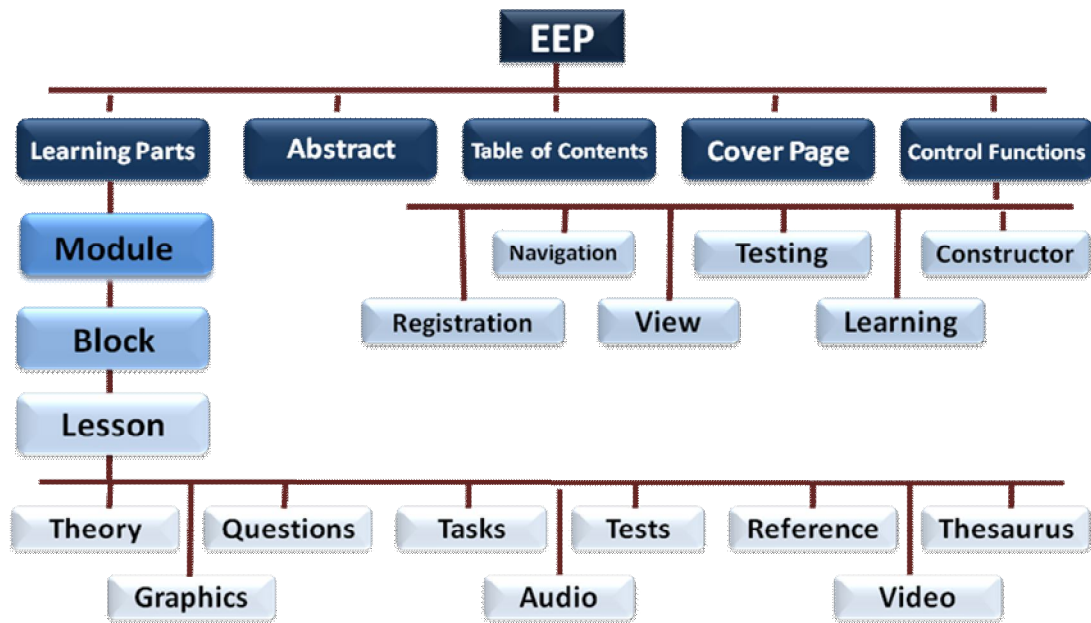 EEP
Learning Parts
Abstract
Table of Contents
Cover Page
Control Functions
Module
Navigation
Testing
Constructor
Registration
View
Learning
Block
Lesson
Theory
Questions
Tasks
Tests
Reference
Thesaurus
Graphics
Audio
Video